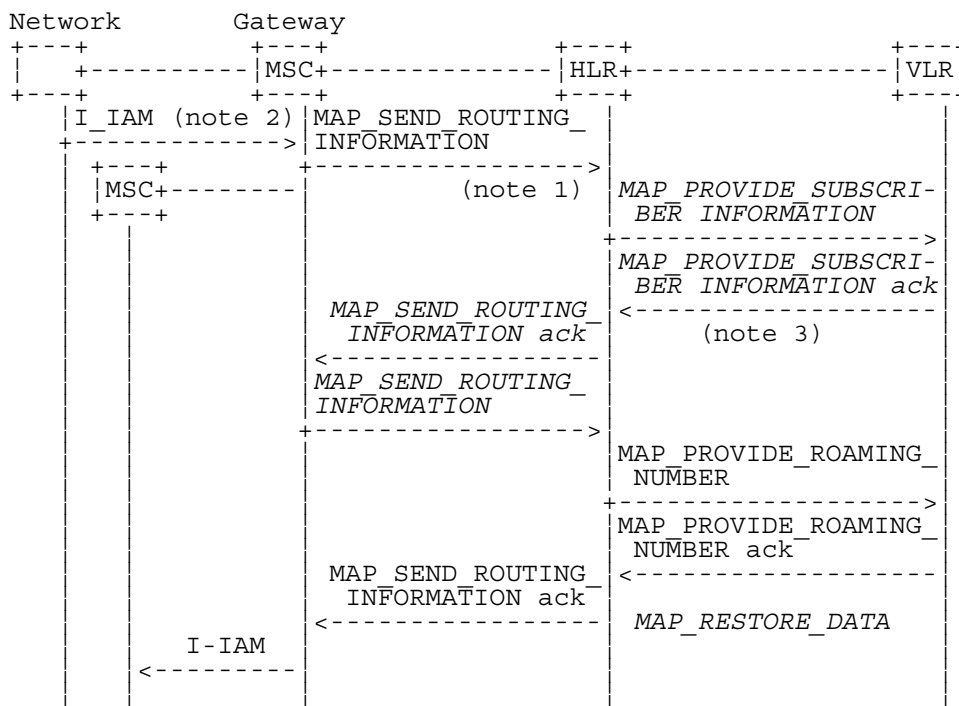 Network Gateway
MSC HLR VLR
I_IAM (note 2) MAP_SEND_ROUTING_
INFORMATION
MSC (note 1) MAP_PROVIDE_SUBSCRI-
BER INFORMATION
MAP_PROVIDE_SUBSCRI-
BER INFORMATION ack
MAP_SEND_ROUTING_
INFORMATION ack (note 3)
MAP_SEND_ROUTING_
INFORMATION
MAP_PROVIDE_ROAMING_
NUMBER
MAP_PROVIDE_ROAMING_
NUMBER ack
MAP_SEND_ROUTING_
INFORMATION ack
MAP_RESTORE_DATA
I-IAM